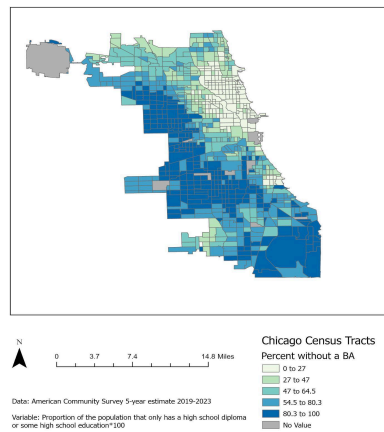 N
0 3.7 7.4 14.8 Miles
Data: American Community Survey 5-year estimate 2019-2023
Variable: Proportion of the population that only has a high school diploma
or some high school education*100
Chicago Census Tracts
Percent without a BA
0 to 27
27 to 47
47 to 64.5
54.5 to 80.3
80.3 to 100
No Value